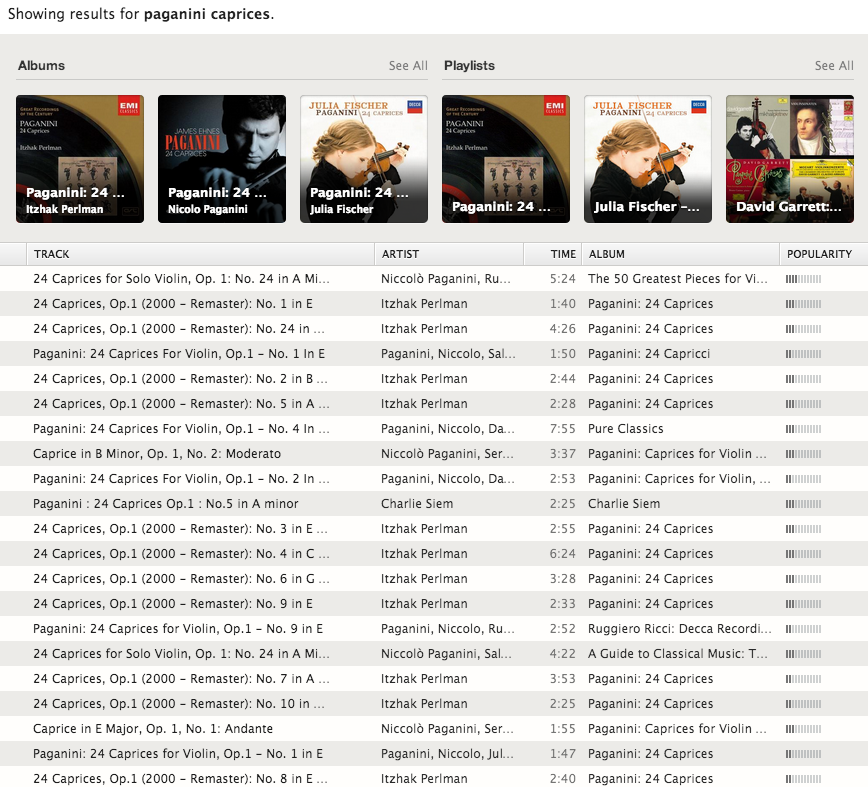 Showing results for paganini caprices.
Albums See All Playlists See All
GREAT RECORDINGS OF THE CENTURY
EMI CLASSICS
PAGANINI
24 Caprices
Itzhak Perlman
Paganini: 24 ...
Itzhak Perlman
JAMES EHNES
PAGANINI
24 CAPRICES
Paganini: 24 ...
Nicolo Paganini
JULIA FISCHER
DECCA
PAGANINI 24 CAPRICES
Paganini: 24 ...
Julia Fischer
GREAT RECORDINGS OF THE CENTURY
EMI CLASSICS
PAGANINI
24 Caprices
Itzhak Perlman
Paganini: 24 ...
JULIA FISCHER
DECCA
PAGANINI 24 CAPRICES
Julia Fischer –...
David Garrett:...
TRACK ARTIST TIME ALBUM POPULARITY
24 Caprices for Solo Violin, Op. 1: No. 24 in A Mi... Niccolò Paganini, Ru... 5:24 The 50 Greatest Pieces for Vi...
24 Caprices, Op.1 (2000 – Remaster): No. 1 in E Itzhak Perlman 1:40 Paganini: 24 Caprices
24 Caprices, Op.1 (2000 – Remaster): No. 24 in ... Itzhak Perlman 4:26 Paganini: 24 Caprices
Paganini: 24 Caprices For Violin, Op.1 – No. 1 In E Paganini, Niccolo, Sal... 1:50 Paganini: 24 Capricci
24 Caprices, Op.1 (2000 – Remaster): No. 2 in B ... Itzhak Perlman 2:44 Paganini: 24 Caprices
24 Caprices, Op.1 (2000 – Remaster): No. 5 in A ... Itzhak Perlman 2:28 Paganini: 24 Caprices
Paganini: 24 Caprices For Violin, Op.1 – No. 4 In ... Paganini, Niccolo, Da... 7:55 Pure Classics
Caprice in B Minor, Op. 1, No. 2: Moderato Niccolò Paganini, Ser... 3:37 Paganini: Caprices for Violin ...
Paganini: 24 Caprices For Violin, Op.1 – No. 2 In ... Paganini, Niccolo, Da... 2:53 Paganini: Caprices for Violin, ...
Paganini : 24 Caprices Op.1 : No.5 in A minor Charlie Siem 2:25 Charlie Siem
24 Caprices, Op.1 (2000 – Remaster): No. 3 in E ... Itzhak Perlman 2:55 Paganini: 24 Caprices
24 Caprices, Op.1 (2000 – Remaster): No. 4 in C ... Itzhak Perlman 6:24 Paganini: 24 Caprices
24 Caprices, Op.1 (2000 – Remaster): No. 6 in G ... Itzhak Perlman 3:28 Paganini: 24 Caprices
24 Caprices, Op.1 (2000 – Remaster): No. 9 in E Itzhak Perlman 2:33 Paganini: 24 Caprices
Paganini: 24 Caprices for Violin, Op.1 – No. 9 in E Paganini, Niccolo, Ru... 2:52 Ruggiero Ricci: Decca Recordi...
24 Caprices for Solo Violin, Op. 1: No. 24 in A Mi... Niccolò Paganini, Sal... 4:22 A Guide to Classical Music: T...
24 Caprices, Op.1 (2000 – Remaster): No. 7 in A ... Itzhak Perlman 3:53 Paganini: 24 Caprices
24 Caprices, Op.1 (2000 – Remaster): No. 10 in ... Itzhak Perlman 2:25 Paganini: 24 Caprices
Caprice in E Major, Op. 1, No. 1: Andante Niccolò Paganini, Ser... 1:55 Paganini: Caprices for Violin ...
Paganini: 24 Caprices for Violin, Op.1 – No. 1 in E Paganini, Niccolo, Jul... 1:47 Paganini: 24 Caprices
24 Caprices, Op.1 (2000 – Remaster): No. 8 in E ... Itzhak Perlman 2:40 Paganini: 24 Caprices